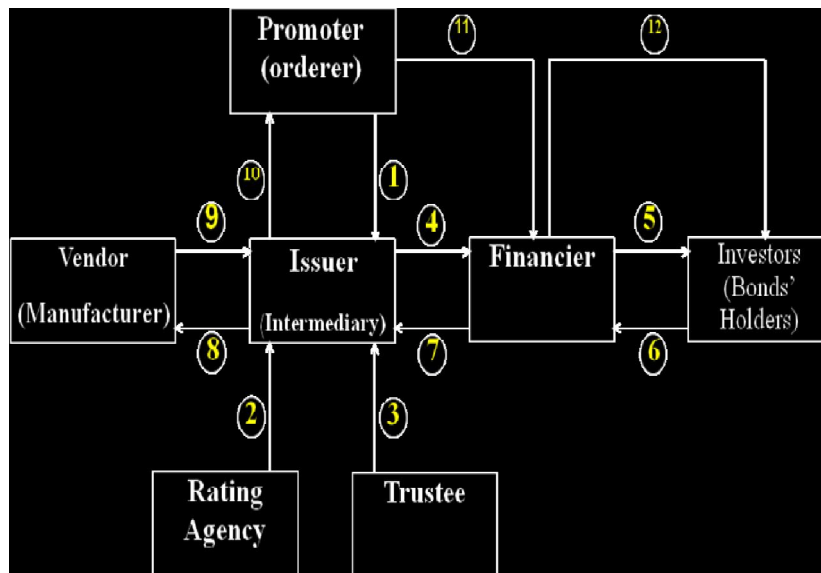 Promoter
(orderer)
11
12
10
1
9
4
5
Vendor
(Manufacturer)
Issuer
(Intermediary)
Financier
Investors
(Bonds'
Holders)
8
7
6
2
3
Rating
Agency
Trustee